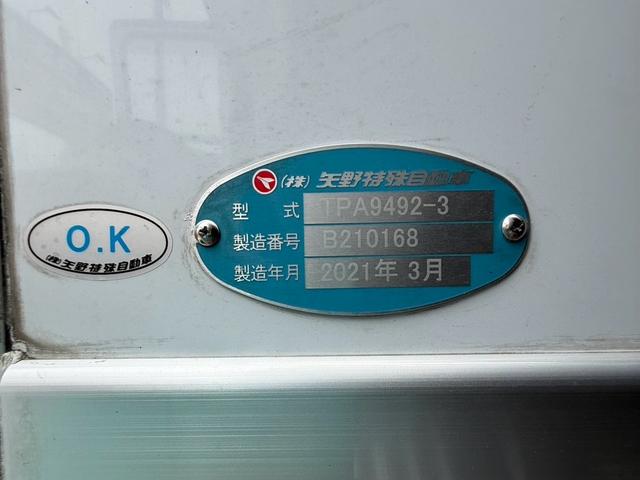 (株) 矢野特殊自動車
型 式 TPA9492-3
製造番号 B210168
製造年月 2021年 3月
O.K
(株)矢野特殊自動車